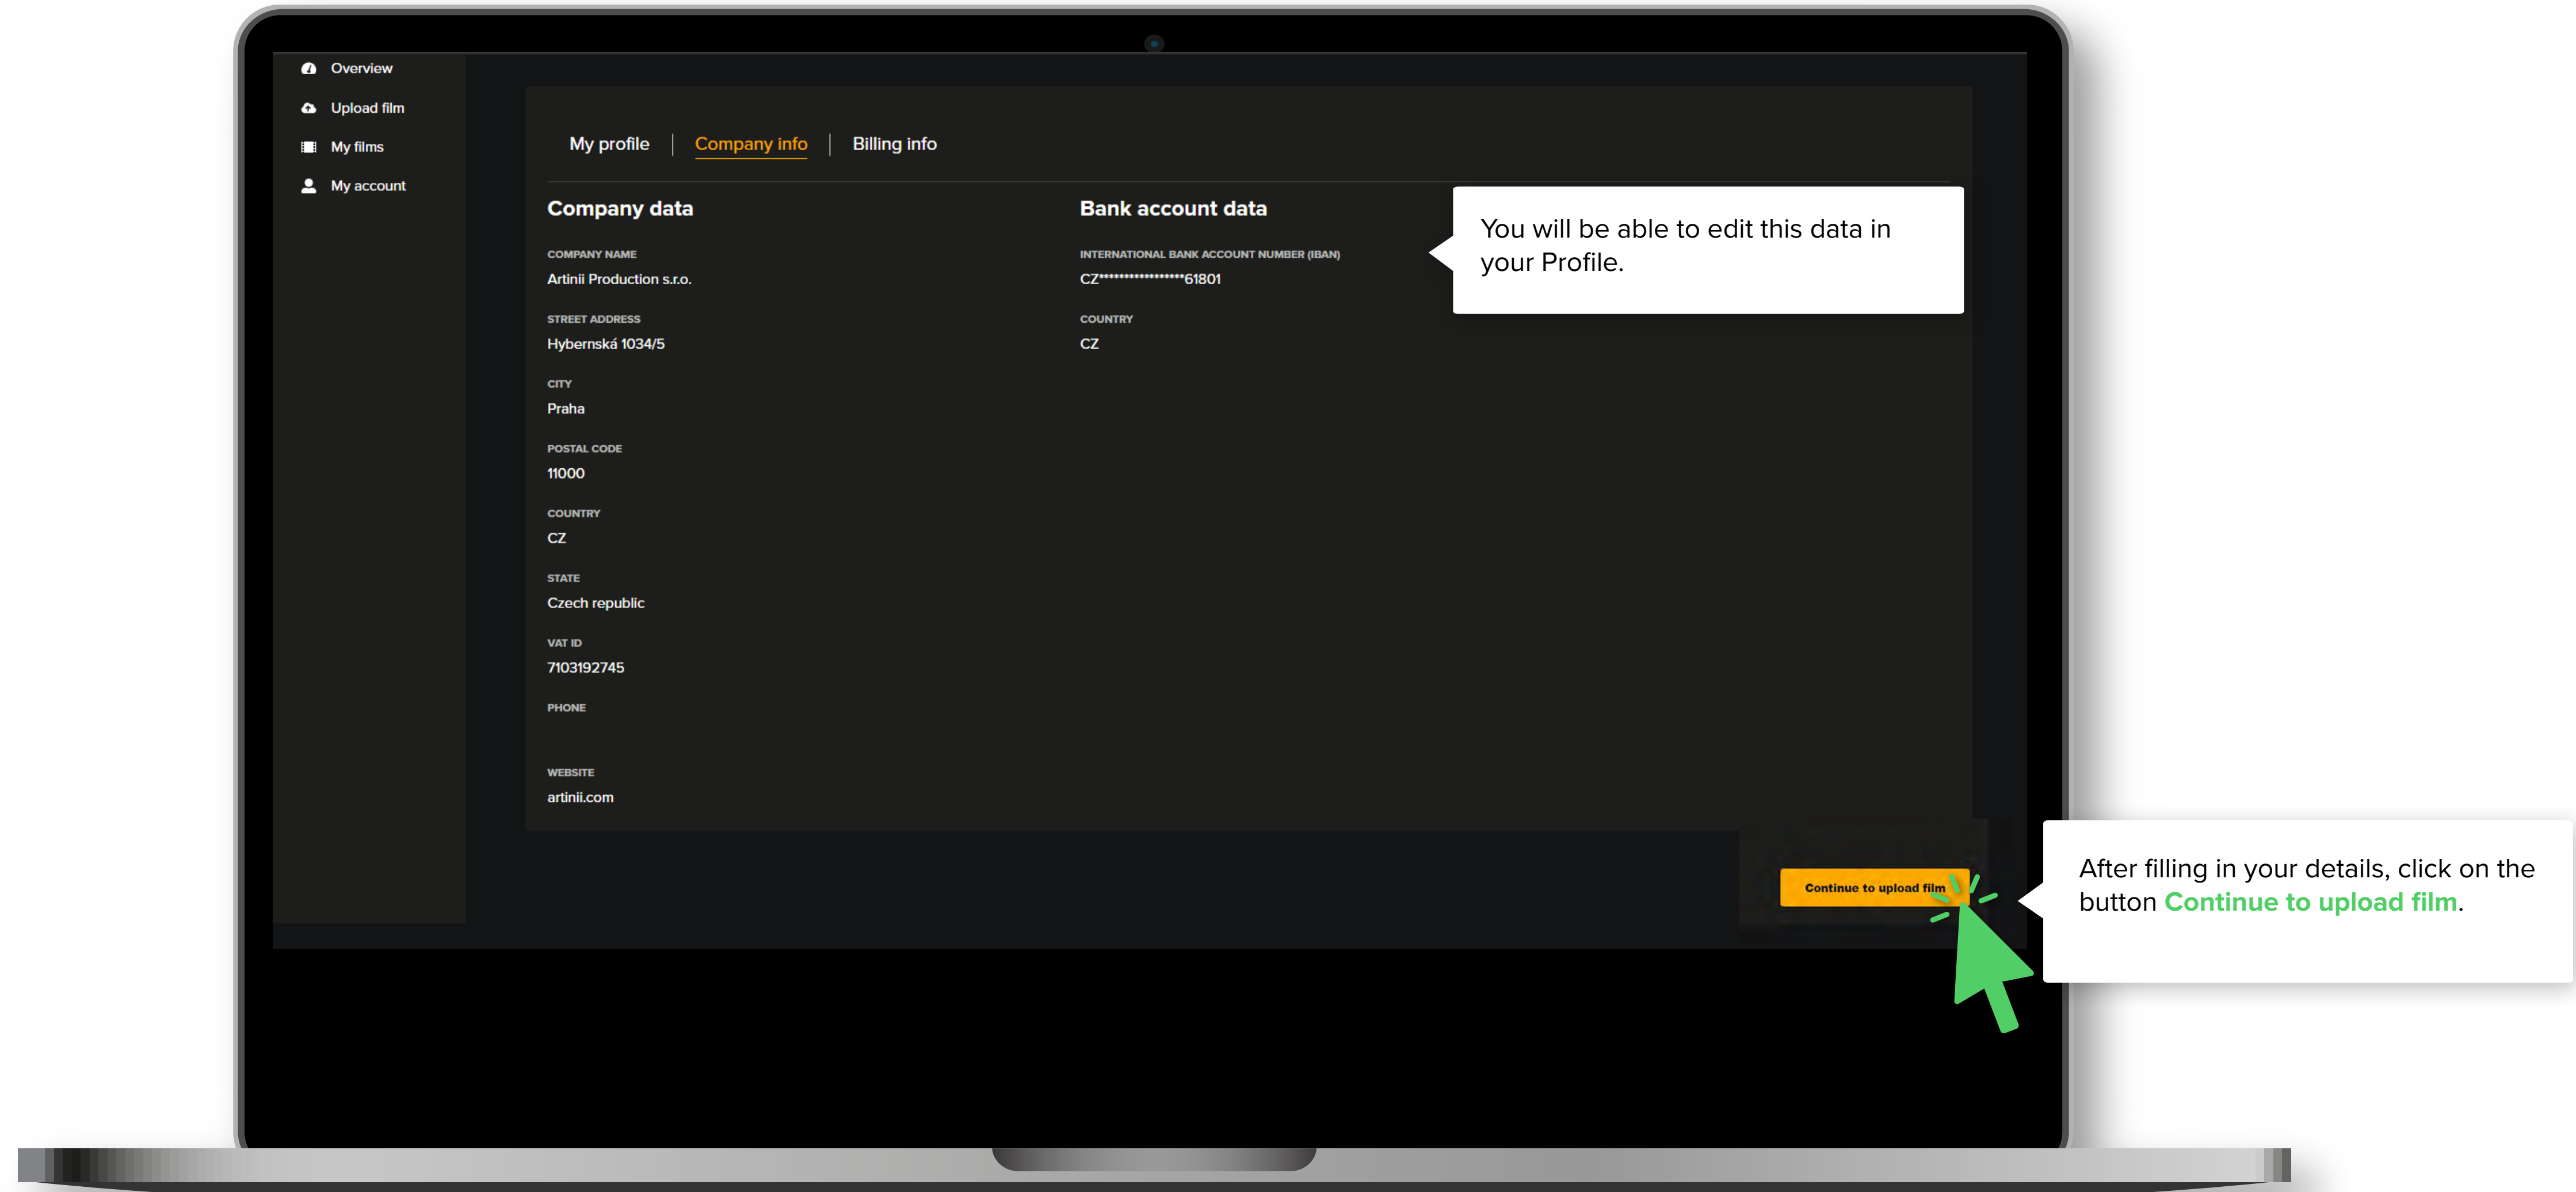 Overview
Upload film
My films
My account
My profile
Company info
Billing info
Company data
COMPANY NAME
Artinii Production s.r.o.
STREET ADDRESS
Hybernská 1034/5
CITY
Praha
POSTAL CODE
11000
COUNTRY
CZ
STATE
Czech republic
VAT ID
7103192745
PHONE
WEBSITE
artinii.com
Bank account data
INTERNATIONAL BANK ACCOUNT NUMBER (IBAN)
CZ*****************61801
COUNTRY
CZ
You will be able to edit this data in
your Profile.
Continue to upload film
After filling in your details, click on the
button Continue to upload film.